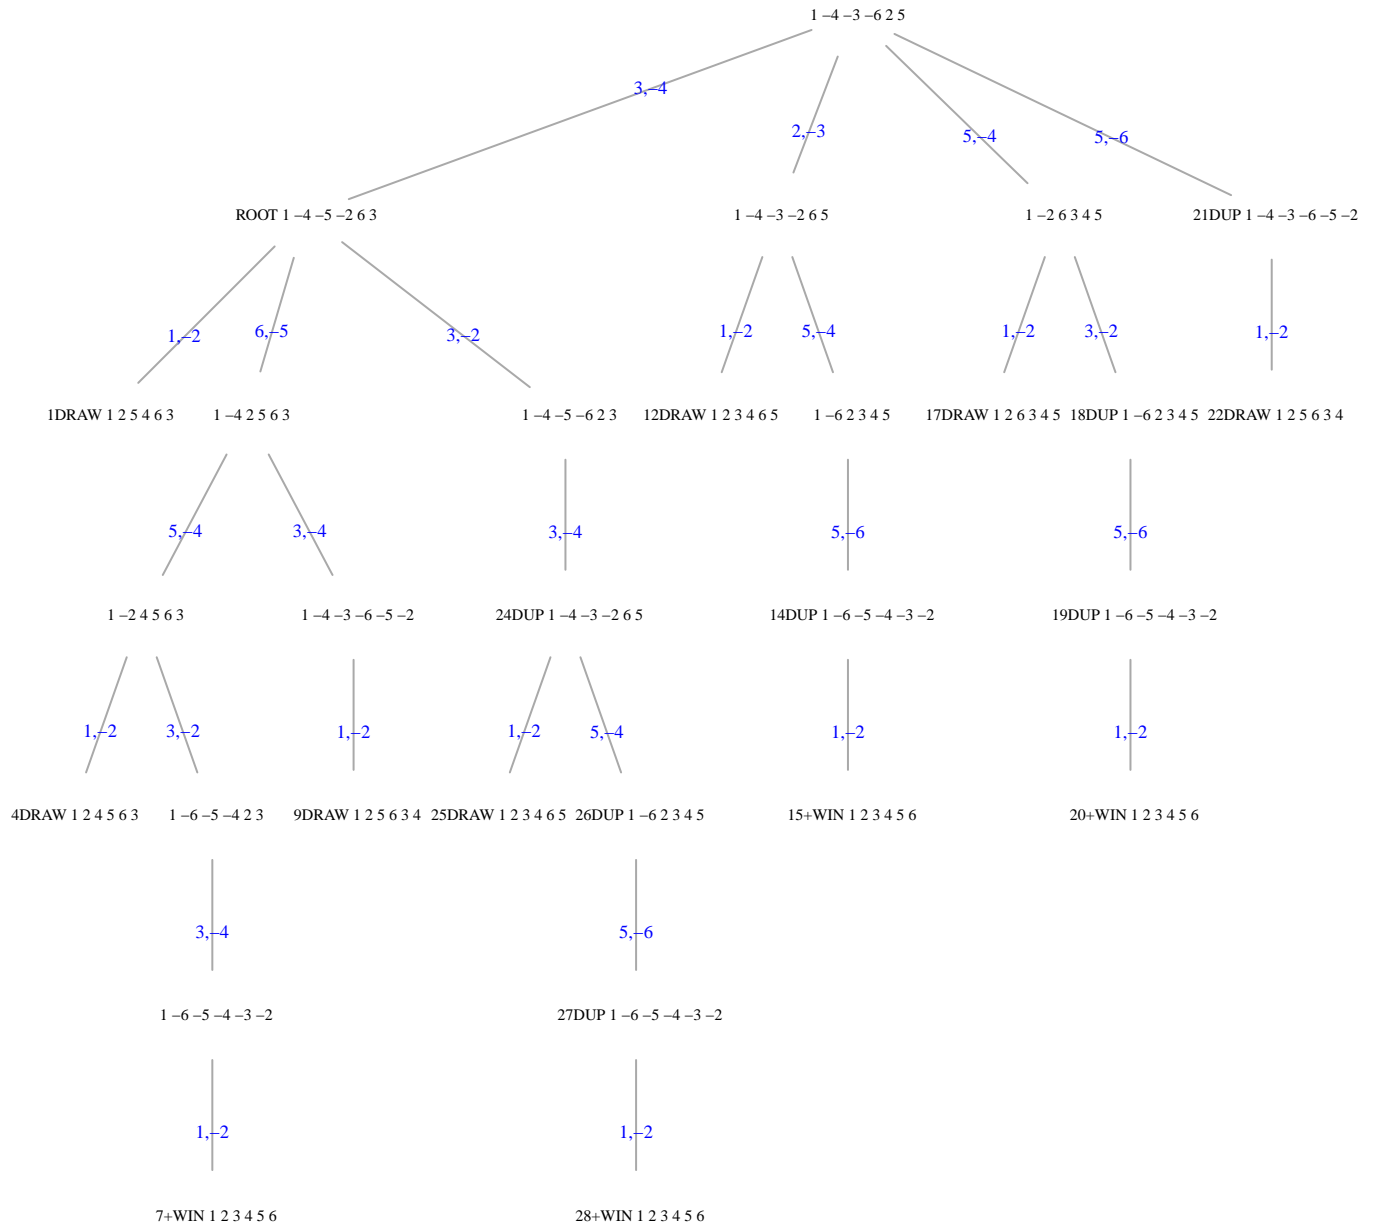 1 –4 –3 –6 2 5
3,–4
2,–3
5,–4
5,–6
ROOT 1 –4 –5 –2 6 3
1 –4 –3 –2 6 5
1 –2 6 3 4 5
21DUP 1 –4 –3 –6 –5 –2
1,–2
6,–5
3,–2
1,–2
5,–4
1,–2
3,–2
1,–2
1DRAW 1 2 5 4 6 3
1 –4 2 5 6 3
1 –4 –5 –6 2 3
12DRAW 1 2 3 4 6 5
1 –6 2 3 4 5
17DRAW 1 2 6 3 4 5
18DUP 1 –6 2 3 4 5
22DRAW 1 2 5 6 3 4
5,–4
3,–4
3,–4
5,–6
5,–6
1 –2 4 5 6 3
1 –4 –3 –6 –5 –2
24DUP 1 –4 –3 –2 6 5
14DUP 1 –6 –5 –4 –3 –2
19DUP 1 –6 –5 –4 –3 –2
1,–2
3,–2
1,–2
1,–2
5,–4
1,–2
1,–2
4DRAW 1 2 4 5 6 3
1 –6 –5 –4 2 3
9DRAW 1 2 5 6 3 4
25DRAW 1 2 3 4 6 5
26DUP 1 –6 2 3 4 5
15+WIN 1 2 3 4 5 6
20+WIN 1 2 3 4 5 6
3,–4
5,–6
1 –6 –5 –4 –3 –2
27DUP 1 –6 –5 –4 –3 –2
1,–2
1,–2
7+WIN 1 2 3 4 5 6
28+WIN 1 2 3 4 5 6